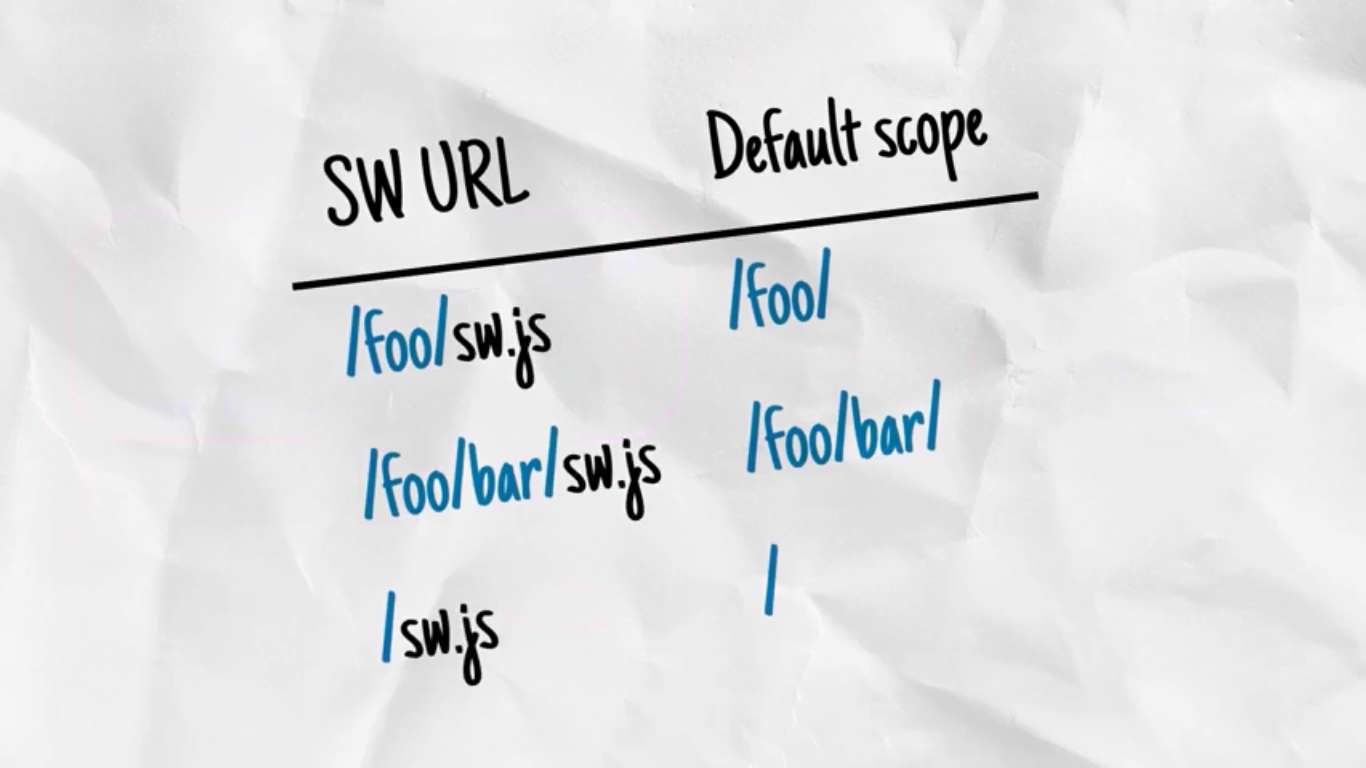 SW URL Default scope
/foo/sw.js /foo/
/foo/bar/sw.js /foo/bar/
/sw.js /